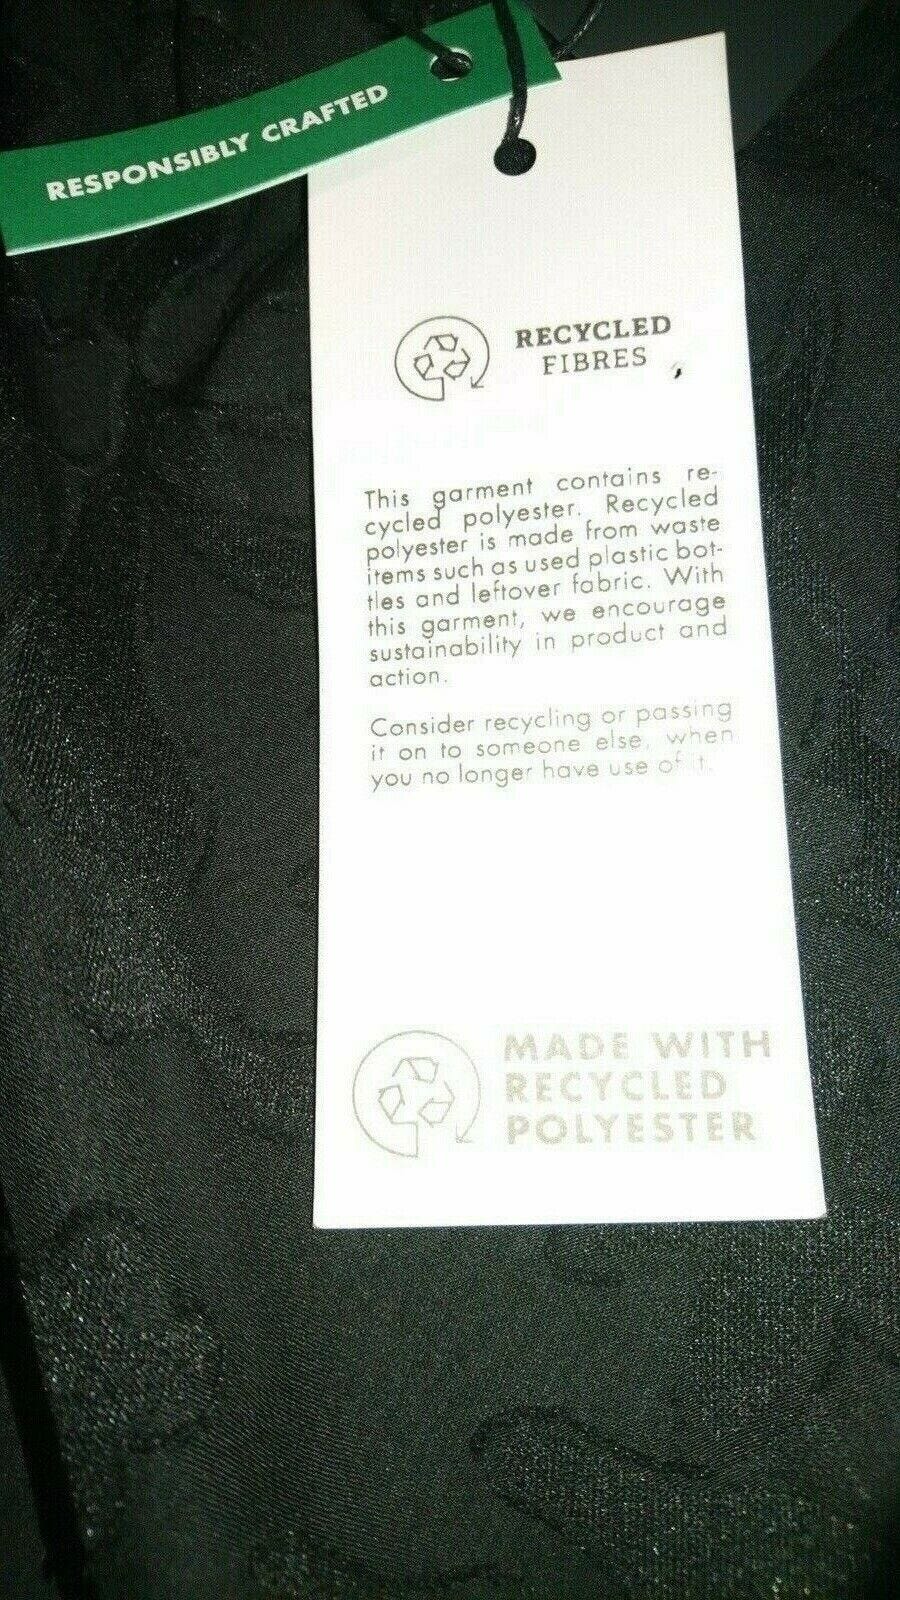 RESPONSIBLY CRAFTED
RECYCLED
FIBRES
This garment contains re-
cycled polyester. Recycled
polyester is made from waste
items such as used plastic bot-
tles and leftover fabric. With
this garment, we encourage
sustainability in product and
action.
Consider recycling or passing
it on to someone else, when
you no longer have use of it.
MADE WITH
RECYCLED
POLYESTER